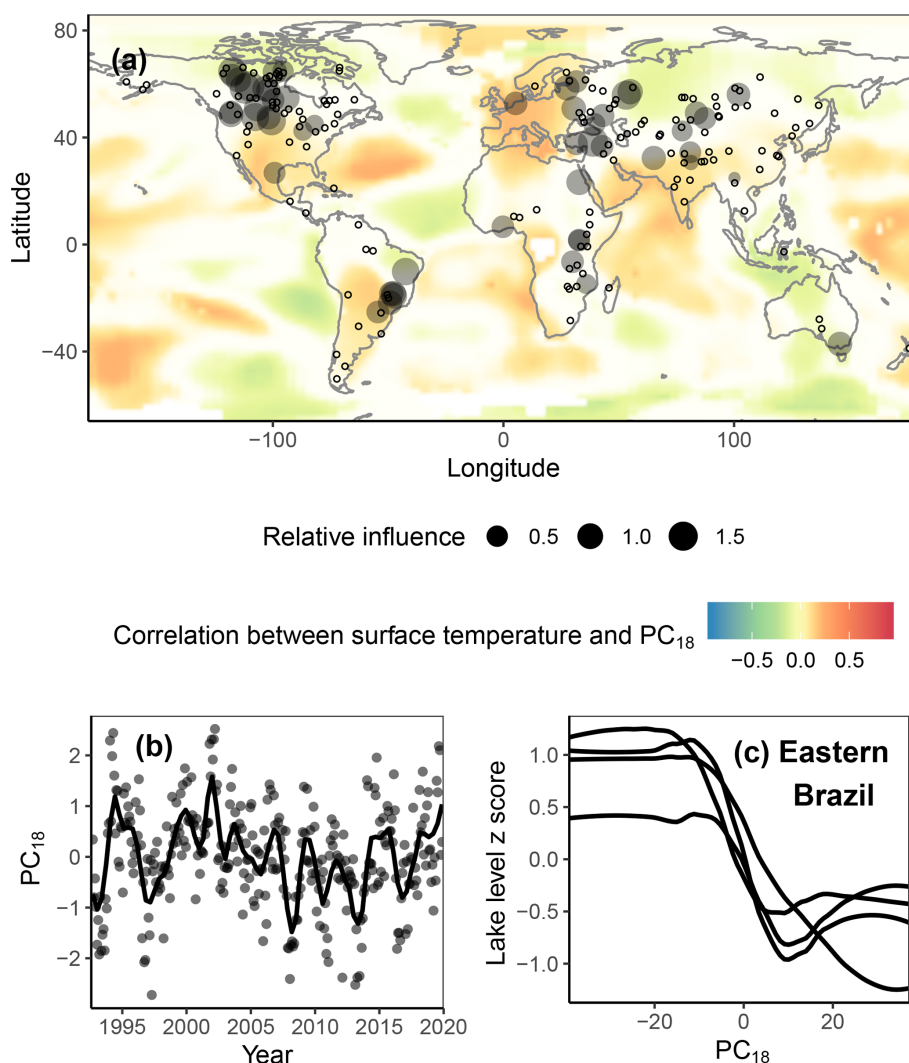 (a)
80
40
0
−40
Latitude
−100
0
100
Longitude
Relative influence 0.5 1.0 1.5
Correlation between surface temperature and PC18
−0.5 0.0 0.5
(b)
2
1
0
−1
−2
PC18
1995 2000 2005 2010 2015 2020
Year
(c) Eastern
Brazil
1.0
0.5
0.0
−0.5
−1.0
Lake level z score
−20 0 20
PC18